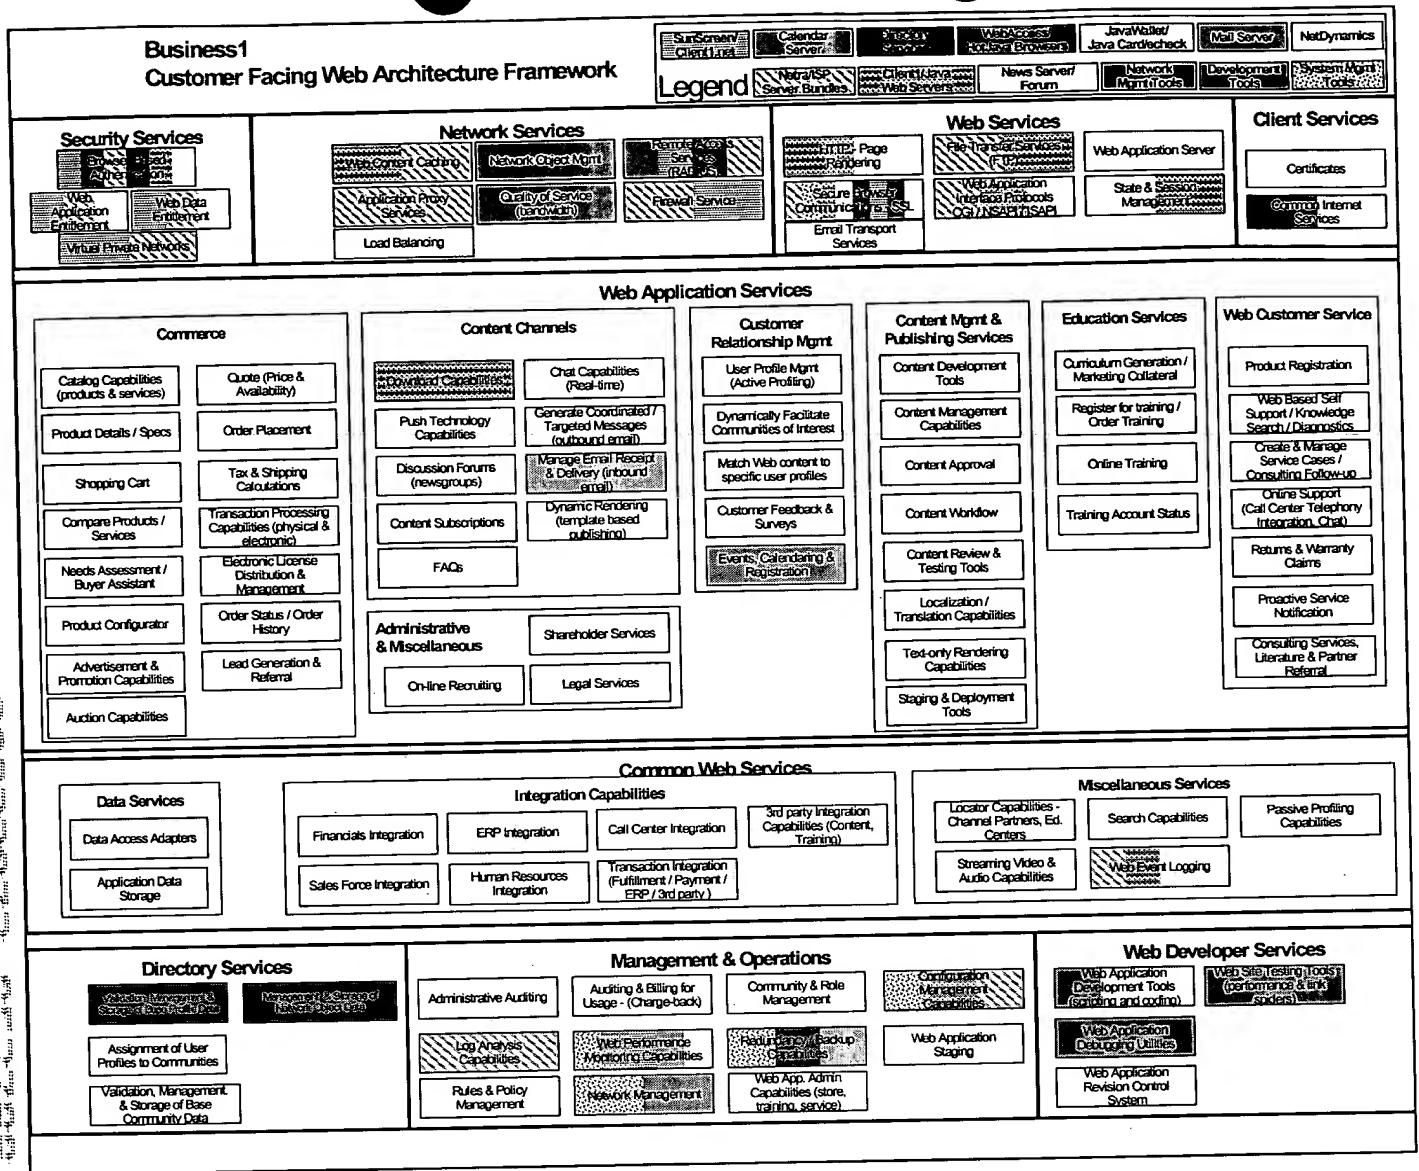 Business1
Customer Facing Web Architecture Framework
Legend
SunScreen/
Client1.net
Calendar
Server
Directory
WebAccess/
HotJava Browsers
JavaWallet/
Java Card/echeck
Mail Server
NetDynamics
Netra/ISP
Server Bundles
Client1/Java
Web Servers
News Server/
Forum
Network
Mgmt Tools
Development
Tools
System Mgmt
Tools
Security Services
Browser Based
Authentication
Web
Application
Entitlement
Web Data
Entitlement
Virtual Private Networks
Network Services
Web Content Caching
Network Object Mgmt
Remote Access
Services
(RADIUS)
Application Proxy
Services
Quality of Service
(bandwidth)
Firewall Service
Load Balancing
Web Services
HTTP - Page
Rendering
File Transfer Services
(FTP)
Web Application Server
Secure Browser
Communications SSL
Web Application
Interface Protocols
CGI / NSAPI / ISAPI
State & Session
Management
Email Transport
Services
Client Services
Certificates
Common Internet
Services
Web Application Services
Commerce
Catalog Capabilities
(products & services)
Quote (Price &
Availability)
Product Details / Specs
Order Placement
Shopping Cart
Tax & Shipping
Calculations
Compare Products /
Services
Transaction Processing
Capabilities (physical &
electronic)
Needs Assessment /
Buyer Assistant
Electronic License
Distribution &
Management
Product Configurator
Order Status / Order
History
Advertisement &
Promotion Capabilities
Lead Generation &
Referral
Auction Capabilities
Content Channels
Download Capabilities
Chat Capabilities
(Real-time)
Push Technology
Capabilities
Generate Coordinated /
Targeted Messages
(outbound email)
Discussion Forums
(newsgroups)
Manage Email Receipt
& Delivery (inbound
email)
Content Subscriptions
Dynamic Rendering
(template based
publishing)
FAQs
Administrative
& Miscellaneous
Shareholder Services
On-line Recruiting
Legal Services
Customer
Relationship Mgmt
User Profile Mgmt
(Active Profiling)
Dynamically Facilitate
Communities of Interest
Match Web content to
specific user profiles
Customer Feedback &
Surveys
Events, Calendaring &
Registration
Content Mgmt &
Publishing Services
Content Development
Tools
Content Management
Capabilities
Content Approval
Content Workflow
Content Review &
Testing Tools
Localization /
Translation Capabilities
Text-only Rendering
Capabilities
Staging & Deployment
Tools
Education Services
Curriculum Generation /
Marketing Collateral
Register for training /
Order Training
Online Training
Training Account Status
Web Customer Service
Product Registration
Web Based Self
Support / Knowledge
Search / Diagnostics
Create & Manage
Service Cases /
Consulting Follow-up
Online Support
(Call Center Telephony
Integration, Chat)
Returns & Warranty
Claims
Proactive Service
Notification
Consulting Services,
Literature & Partner
Referral
Common Web Services
Data Services
Data Access Adapters
Application Data
Storage
Integration Capabilities
Financials Integration
ERP Integration
Call Center Integration
3rd party Integration
Capabilities (Content,
Training)
Sales Force Integration
Human Resources
Integration
Transaction Integration
(Fulfillment / Payment /
ERP / 3rd party )
Miscellaneous Services
Locator Capabilities -
Channel Partners, Ed.
Centers
Search Capabilities
Passive Profiling
Capabilities
Streaming Video &
Audio Capabilities
Web Event Logging
Directory Services
Validation Management &
Storage of Base Profile Data
Management & Storage of
Network Object Data
Assignment of User
Profiles to Communities
Validation, Management,
& Storage of Base
Community Data
Management & Operations
Administrative Auditing
Auditing & Billing for
Usage - (Charge-back)
Community & Role
Management
Configuration
Management
Capabilities
Log Analysis
Capabilities
Web Performance
Monitoring Capabilities
Redundancy / Backup
Capabilities
Web Application
Staging
Rules & Policy
Management
Network Management
Web App. Admin
Capabilities (store,
training, service)
Web Developer Services
Web Application
Development Tools
(scripting and coding)
Web Site Testing Tools
(performance & link
spiders)
Web Application
Debugging Utilities
Web Application
Revision Control
System